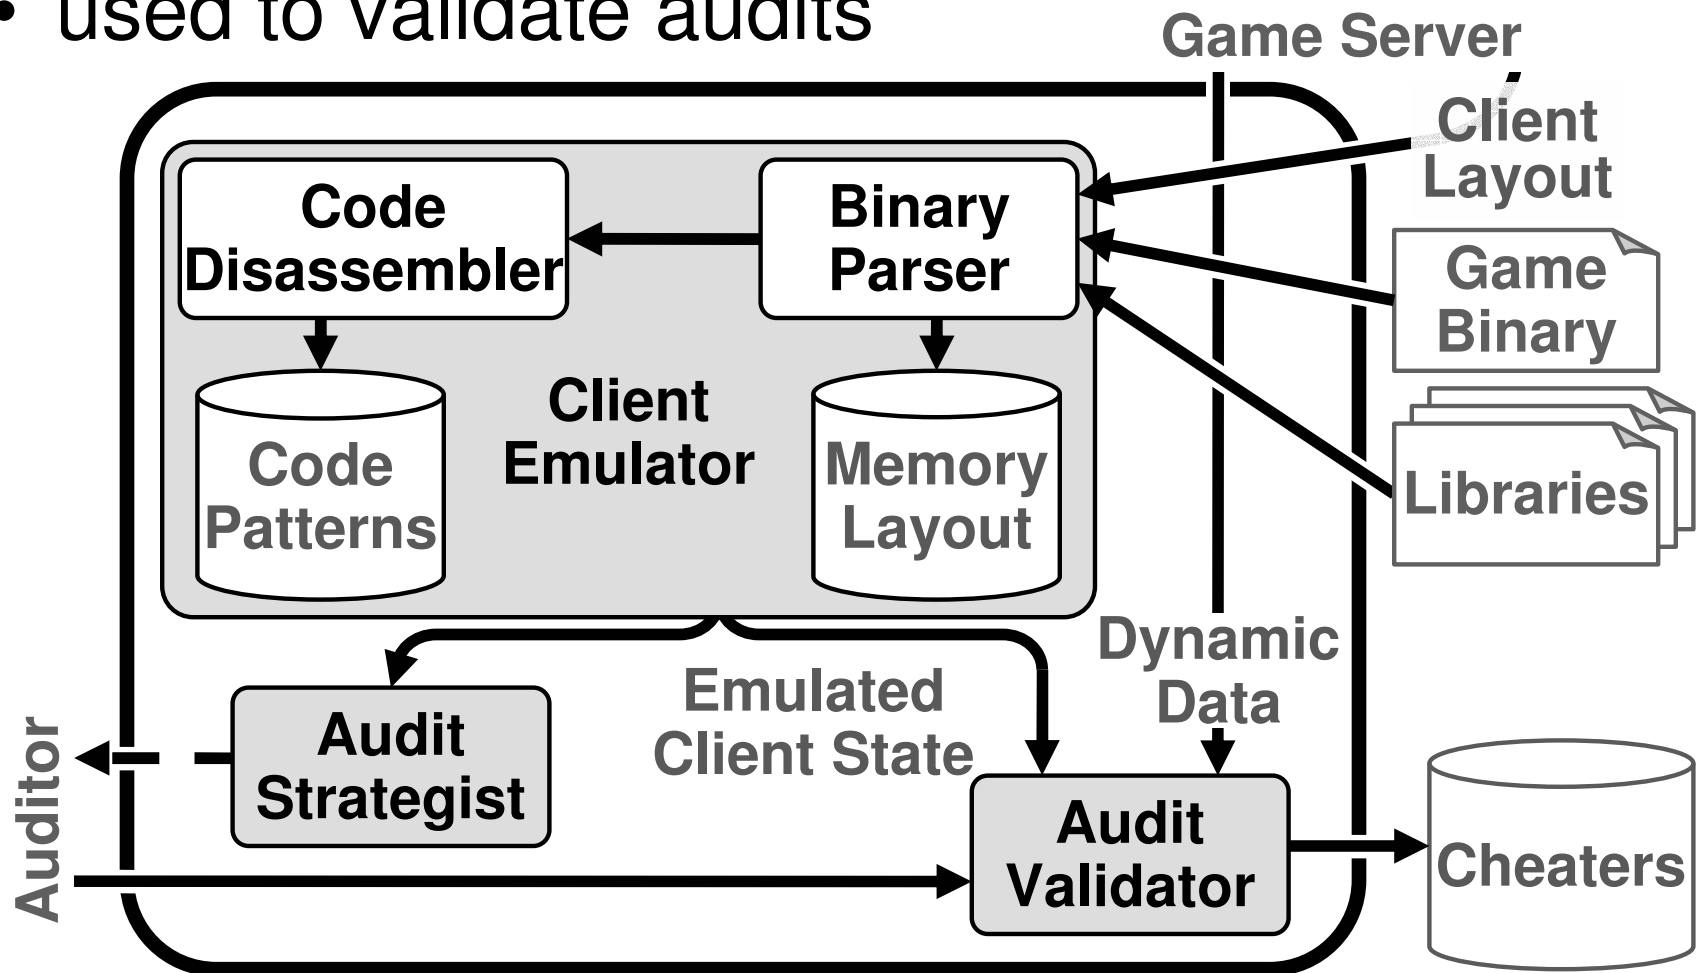 • used to validate audits
Game Server
Client
Layout
Code
Disassembler
Binary
Parser
Game
Binary
Client
Emulator
Code
Patterns
Memory
Layout
Libraries
Dynamic
Data
Emulated
Client State
Audit
Strategist
Auditor
Audit
Validator
Cheaters